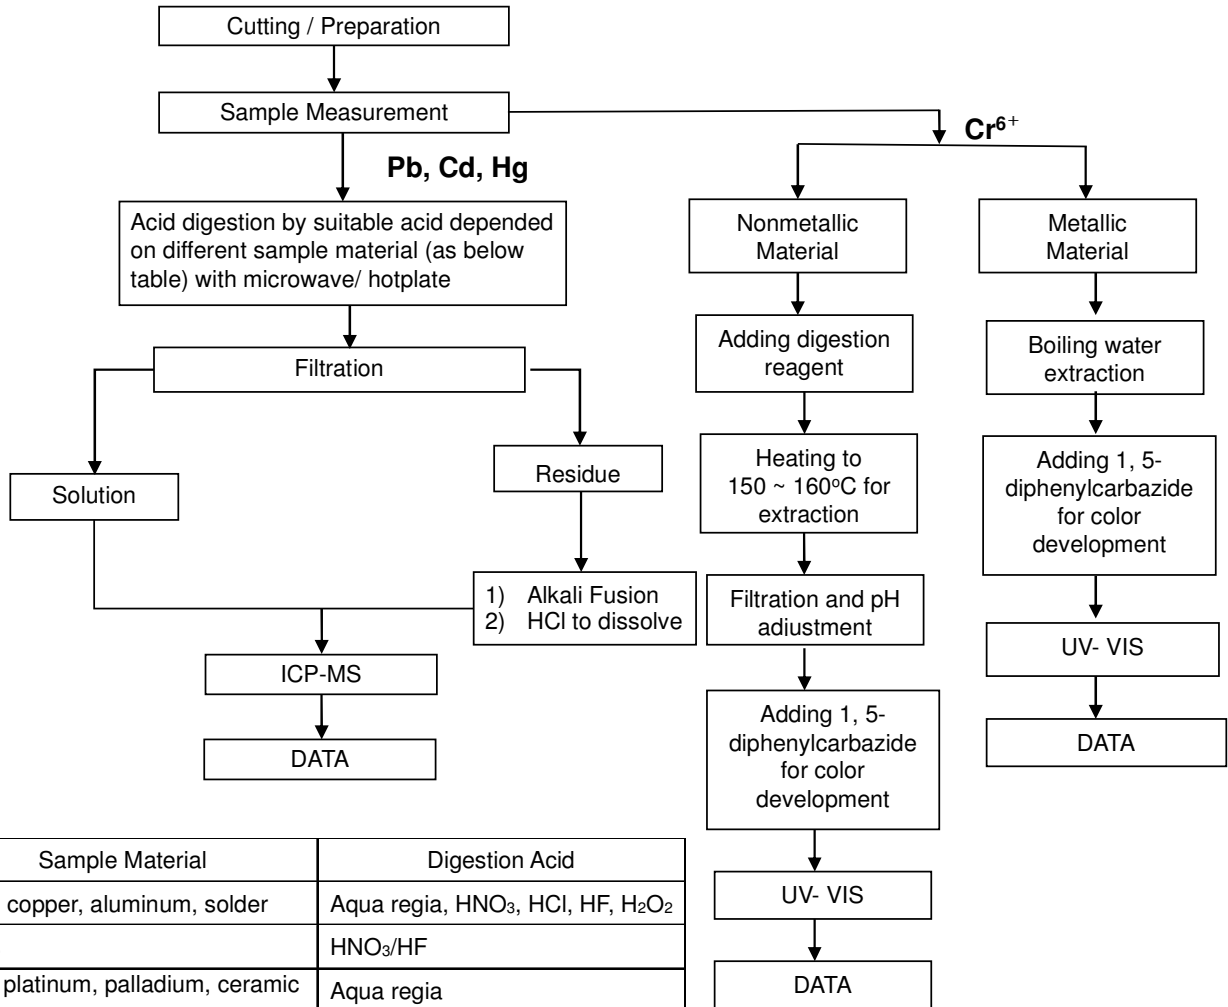 Cutting / Preparation
Sample Measurement
Pb, Cd, Hg
Acid digestion by suitable acid depended
on different sample material (as below
table) with microwave/ hotplate
Filtration
Solution
Residue
1) Alkali Fusion
2) HCl to dissolve
ICP-MS
DATA
Cr⁶⁺
Nonmetallic
Material
Adding digestion
reagent
Heating to
150 ~ 160°C for
extraction
Filtration and pH
adiustment
Adding 1, 5-
diphenylcarbazide
for color
development
UV- VIS
DATA
Metallic
Material
Boiling water
extraction
Adding 1, 5-
diphenylcarbazide
for color
development
UV- VIS
DATA
Sample Material Digestion Acid
copper, aluminum, solder Aqua regia, HNO₃, HCl, HF, H₂O₂
HNO₃/HF
platinum, palladium, ceramic Aqua regia